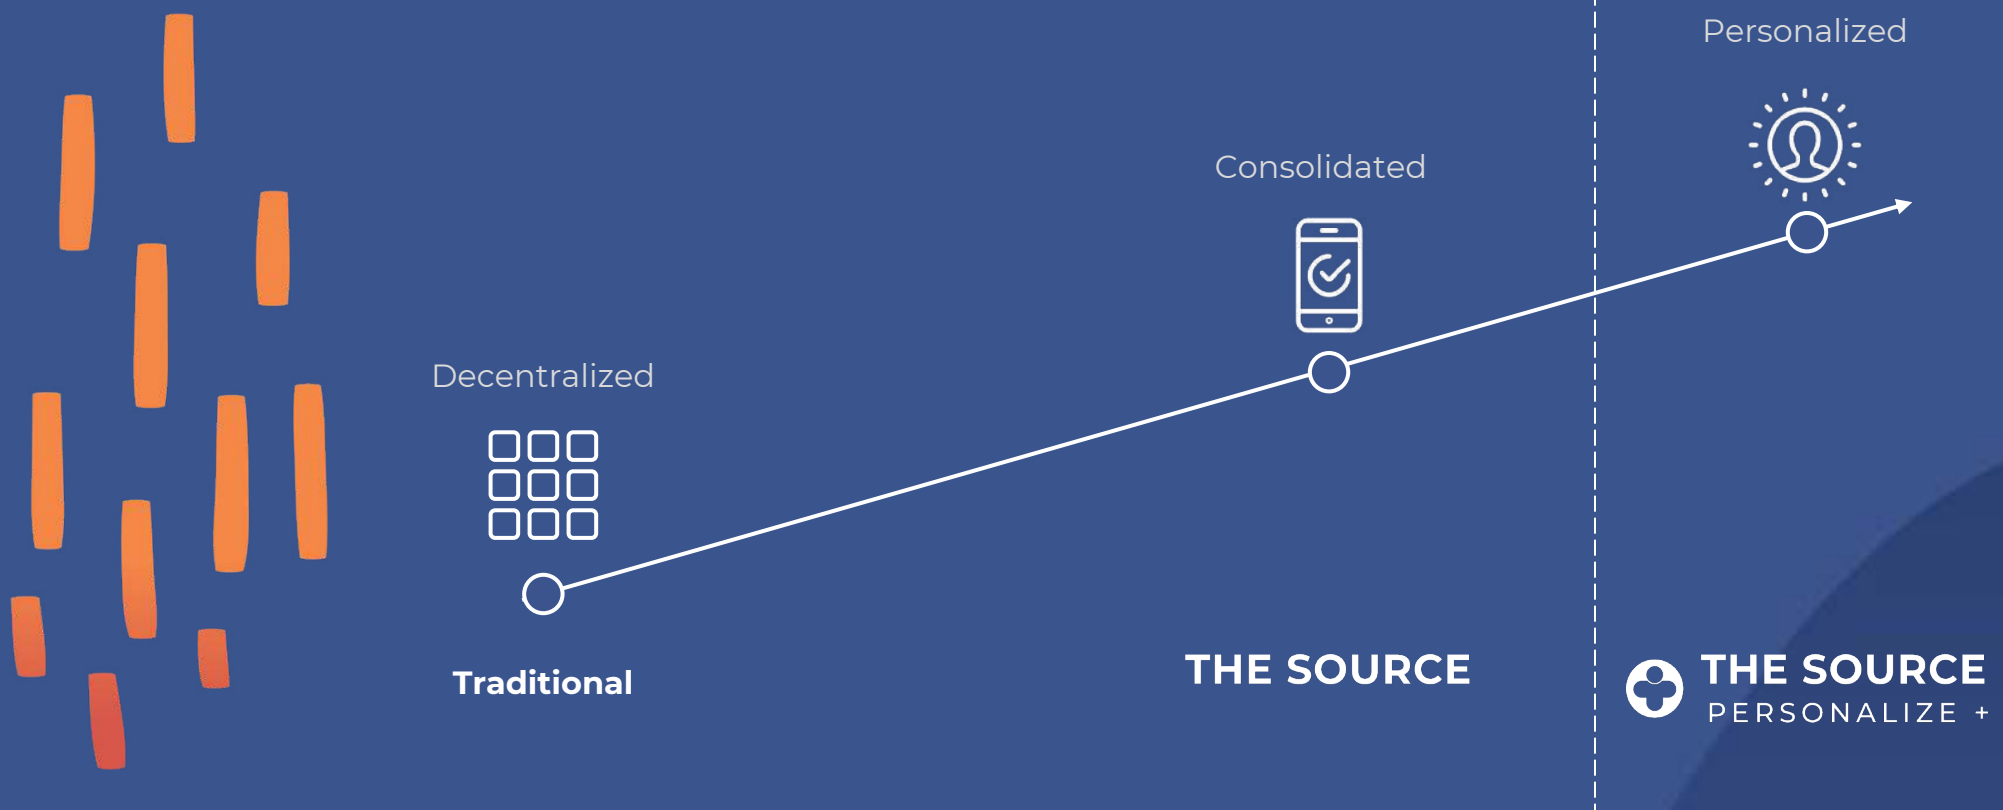 Personalized
Consolidated
Decentralized
Traditional
THE SOURCE
THE SOURCE
PERSONALIZE +